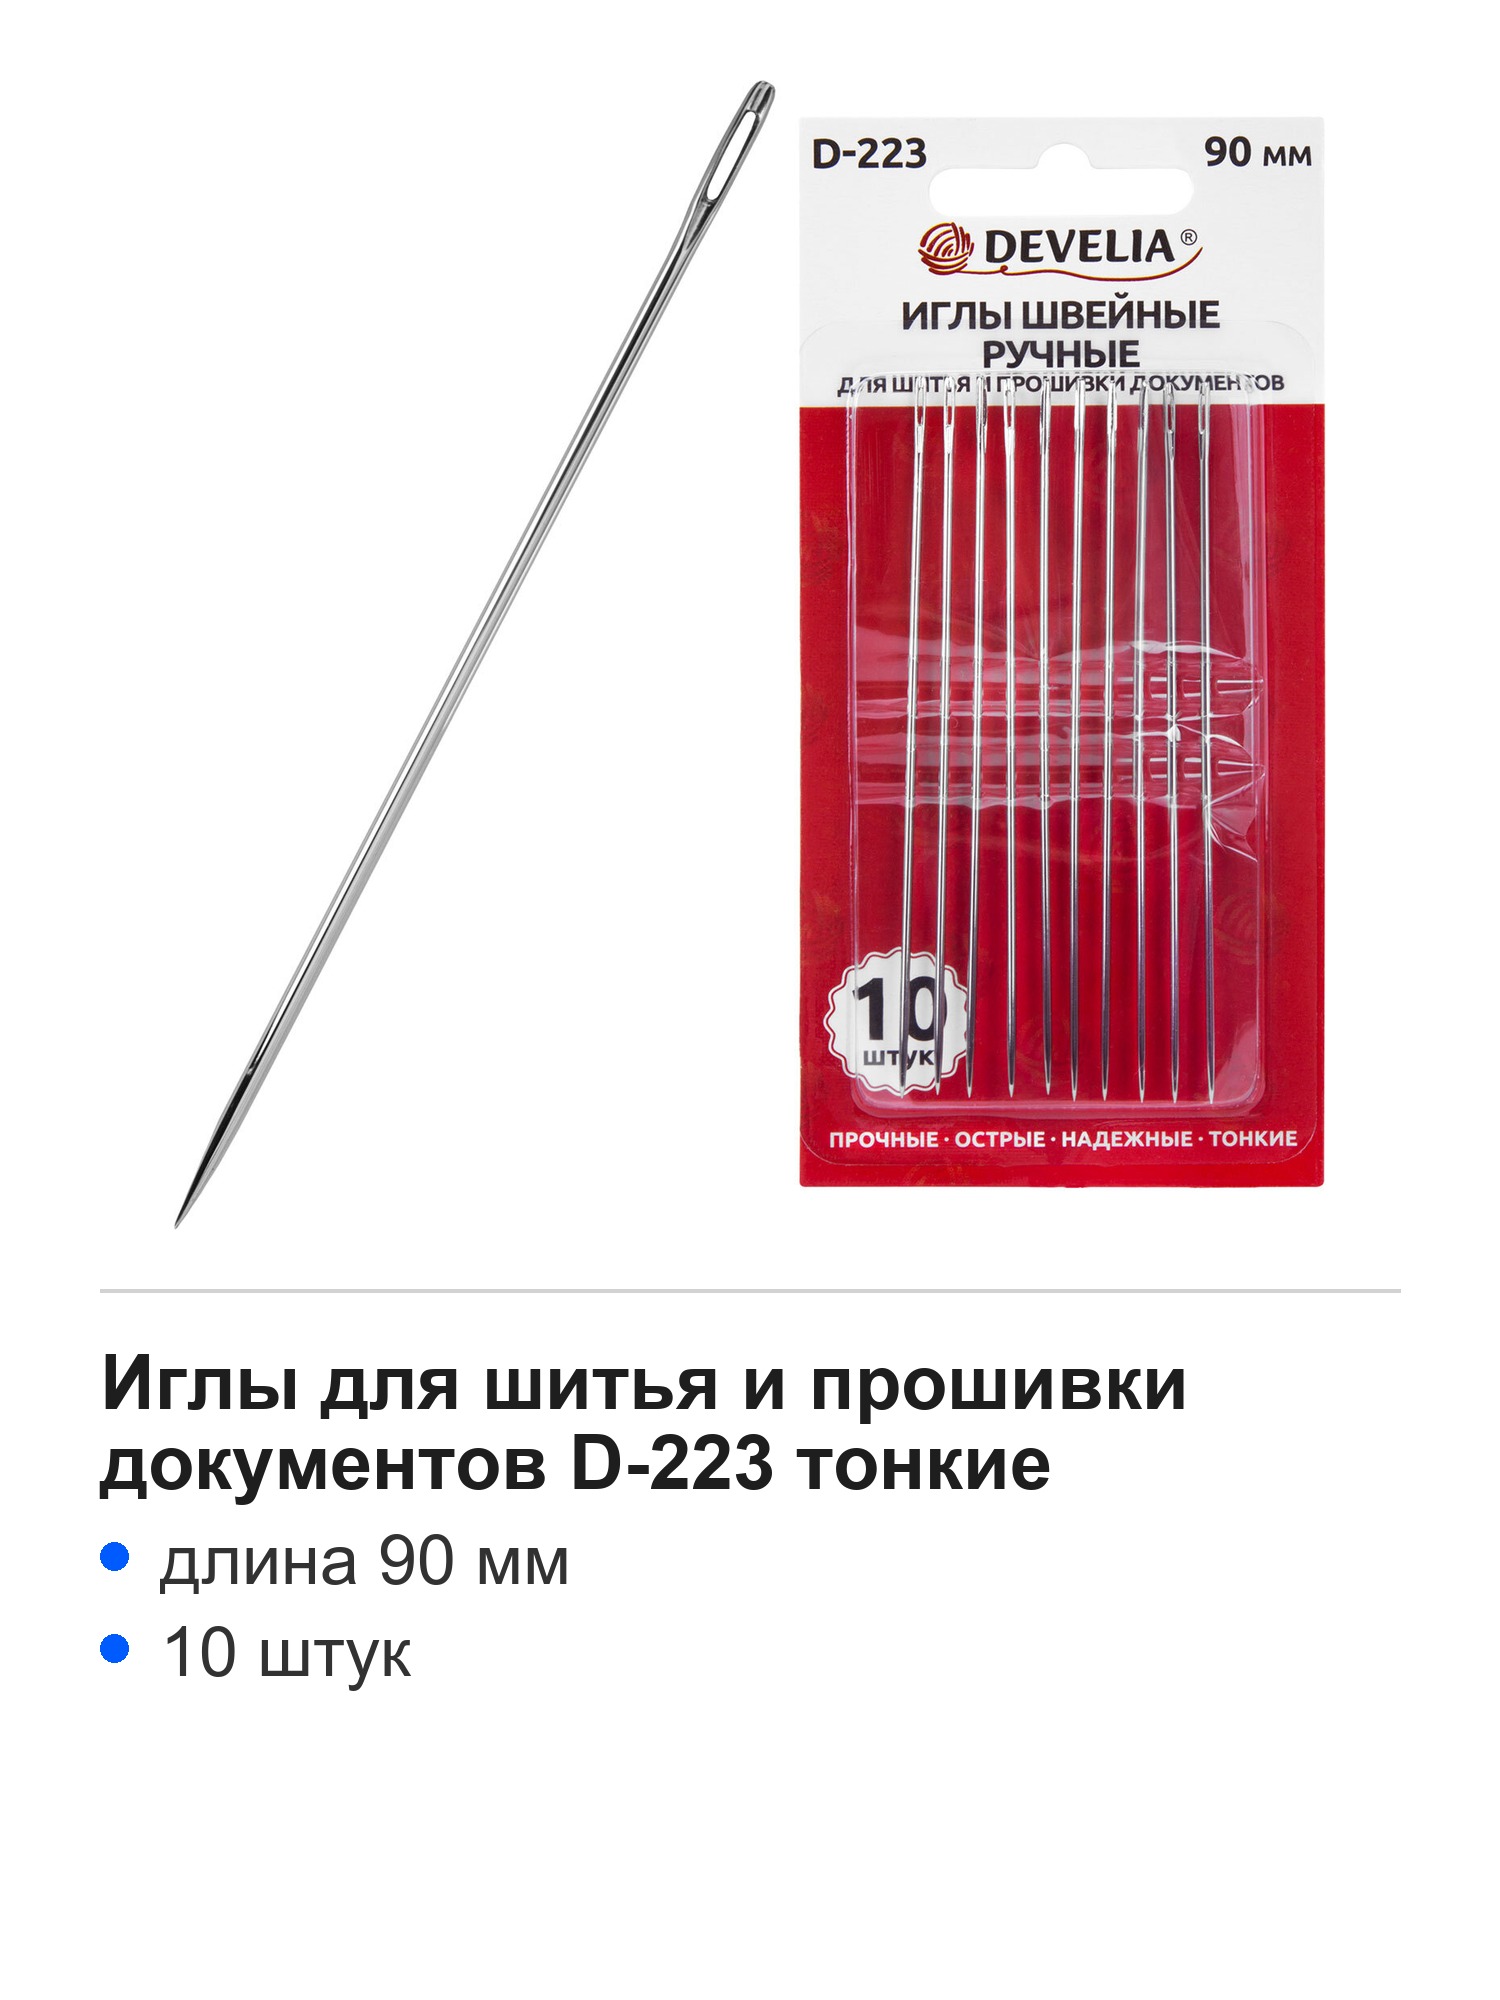 D-223
90 мм
DEVELIA®
ИГЛЫ ШВЕЙНЫЕ
РУЧНЫЕ
ДЛЯ ШИТЬЯ И ПРОШИВКИ ДОКУМЕНТОВ
10
ШТУК
ПРОЧНЫЕ · ОСТРЫЕ · НАДЕЖНЫЕ · ТОНКИЕ
Иглы для шитья и прошивки
документов D-223 тонкие
длина 90 мм
10 штук